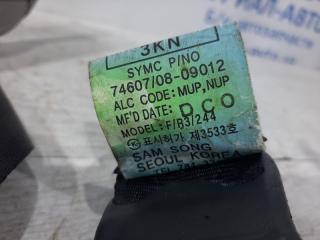 3KN
SYMC P/NO
74607/08-09012
ALC CODE: MUP,NUP
MF'D DATE: DCO
MODEL: F/B3/244
표시허가 제3533호
SAM SONG
SEOUL KOREA
TEL